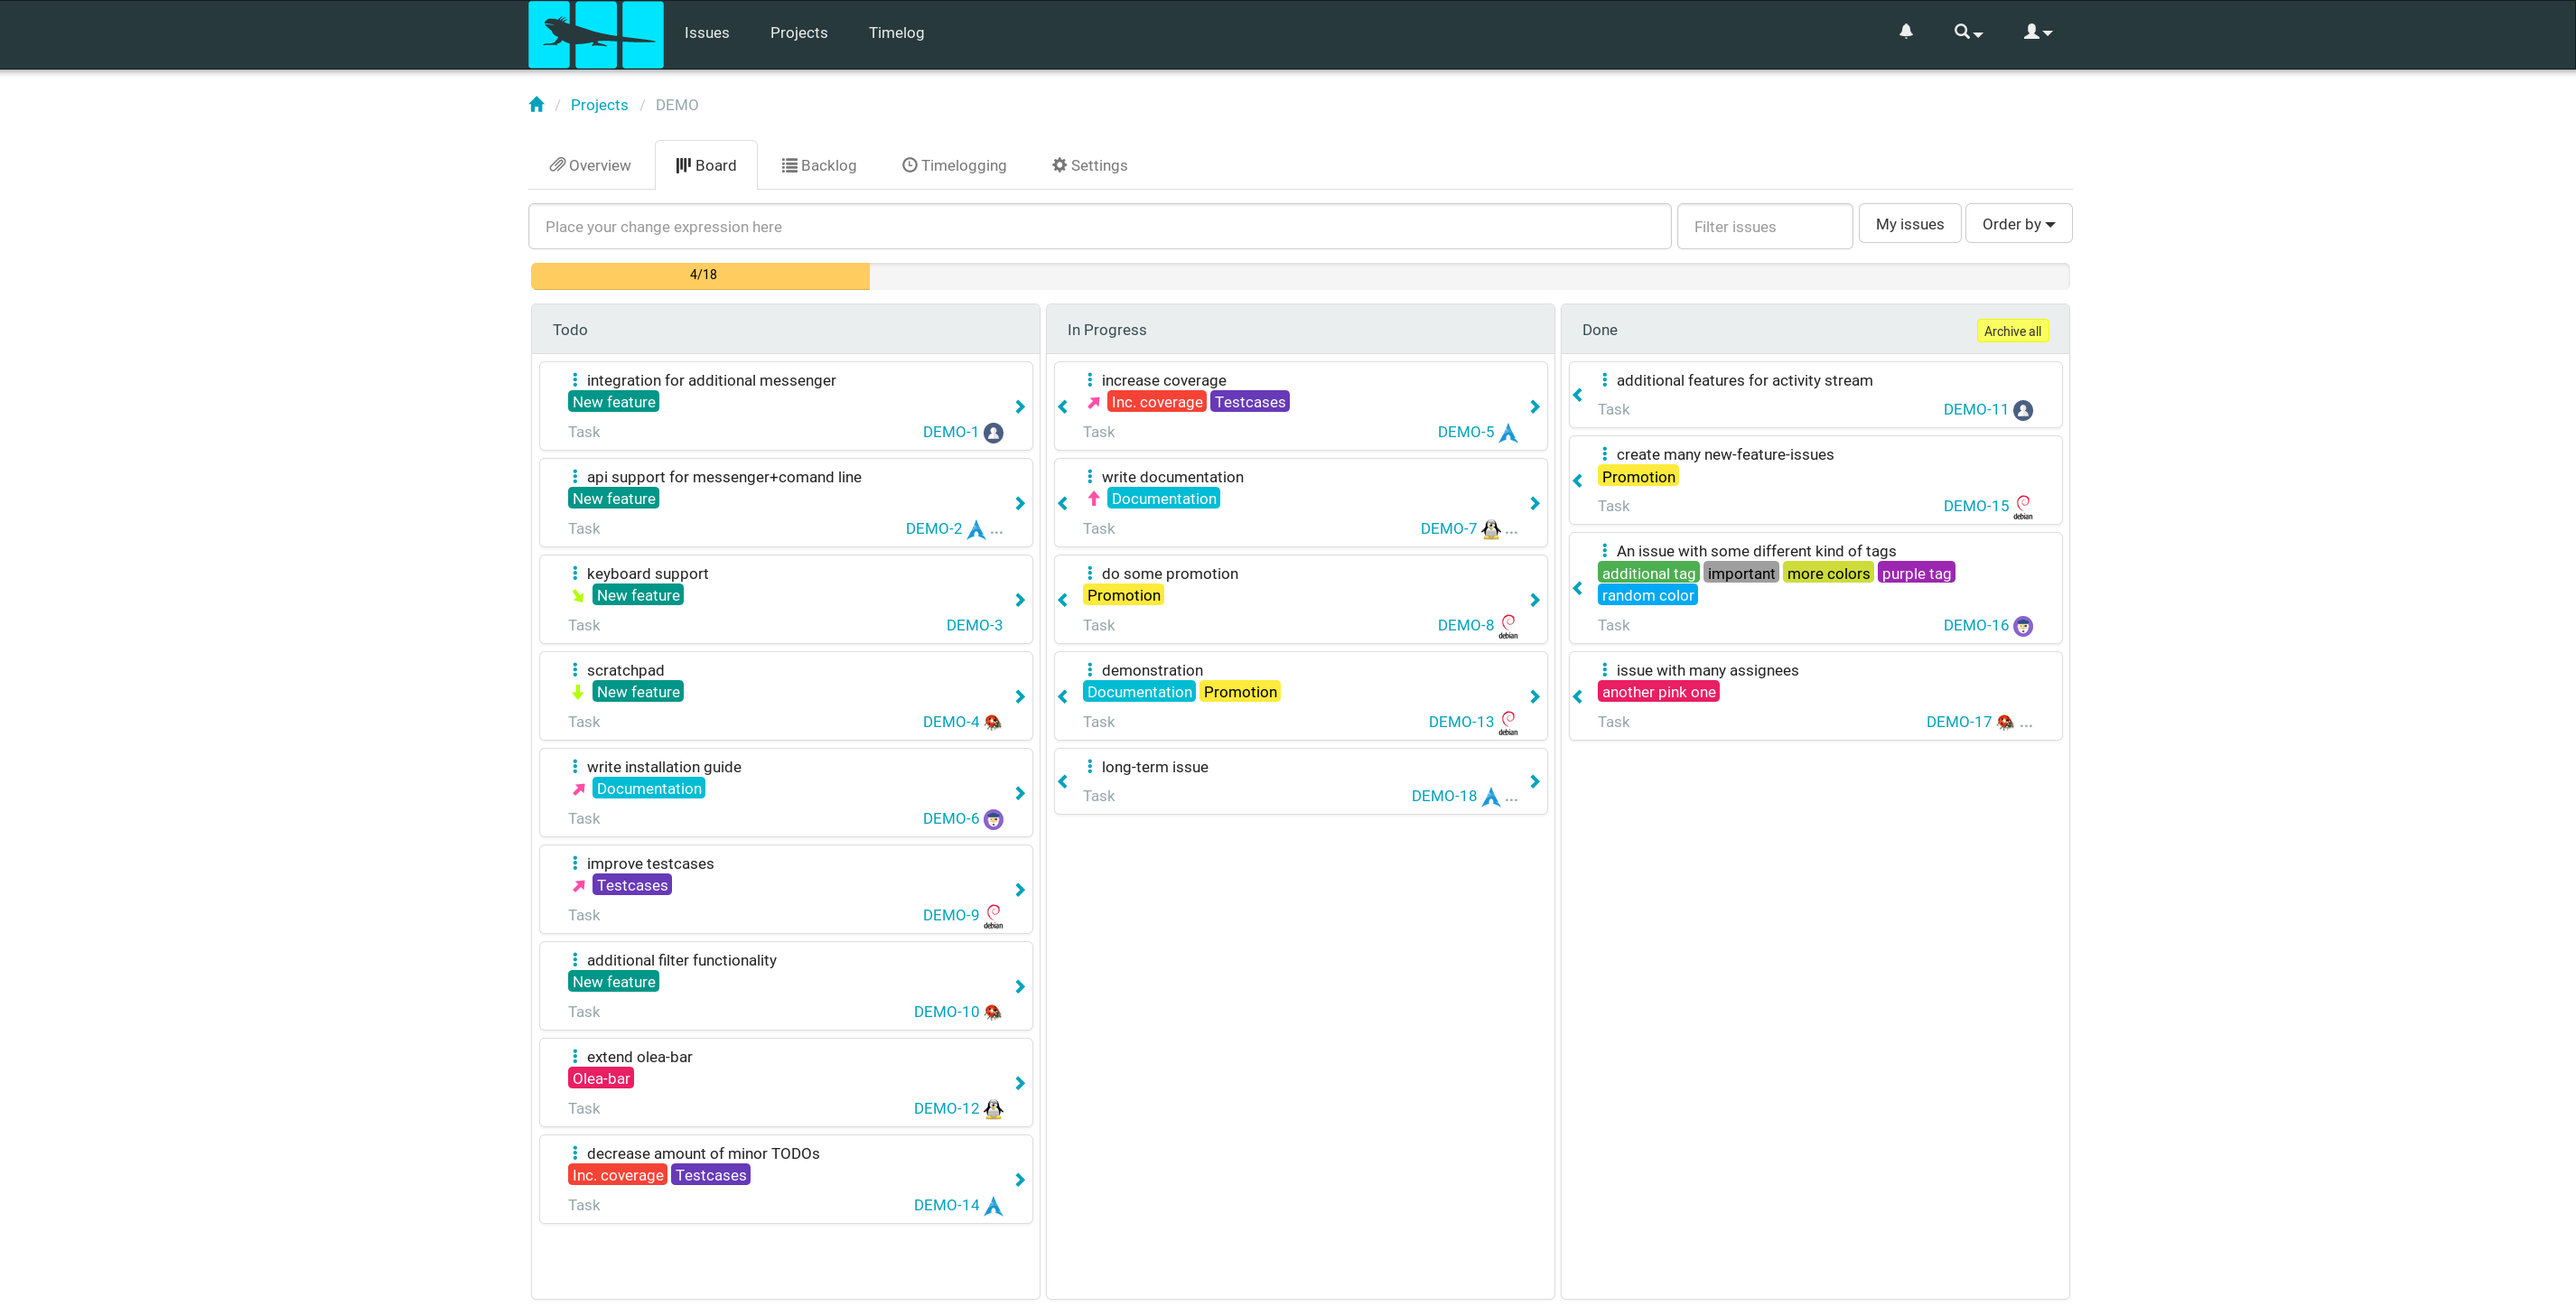 Issues Projects Timelog
/ Projects / DEMO
Overview Board Backlog Timelogging Settings
Place your change expression here Filter issues My issues Order by
4/18
Todo
integration for additional messenger
New feature
Task DEMO-1
api support for messenger+comand line
New feature
Task DEMO-2 ...
keyboard support
New feature
Task DEMO-3
scratchpad
New feature
Task DEMO-4
write installation guide
Documentation
Task DEMO-6
improve testcases
Testcases
Task DEMO-9 debian
additional filter functionality
New feature
Task DEMO-10
extend olea-bar
Olea-bar
Task DEMO-12
decrease amount of minor TODOs
Inc. coverage Testcases
Task DEMO-14
In Progress
increase coverage
Inc. coverage Testcases
Task DEMO-5
write documentation
Documentation
Task DEMO-7 ...
do some promotion
Promotion
Task DEMO-8 debian
demonstration
Documentation Promotion
Task DEMO-13 debian
long-term issue
Task DEMO-18 ...
Done Archive all
additional features for activity stream
Task DEMO-11
create many new-feature-issues
Promotion
Task DEMO-15 debian
An issue with some different kind of tags
additional tag important more colors purple tag
random color
Task DEMO-16
issue with many assignees
another pink one
Task DEMO-17 ...